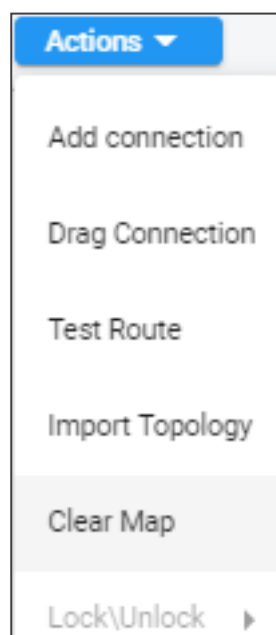 Actions
Add connection
Drag Connection
Test Route
Import Topology
Clear Map
Lock\Unlock